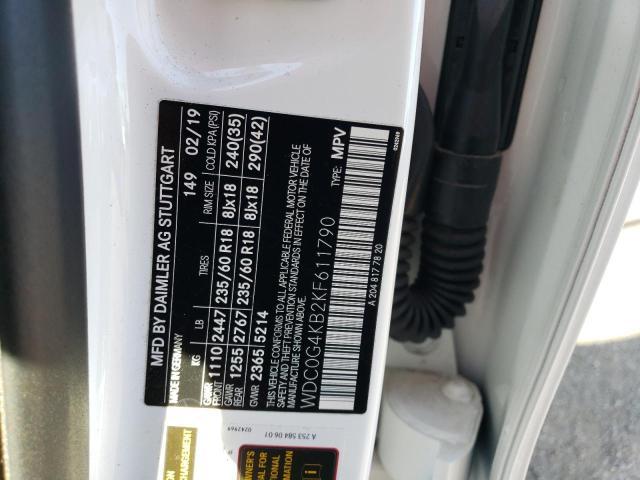 MFD BY DAIMLER AG STUTTGART
MADE IN GERMANY 149 02/19
KG LB TIRES RIM SIZE COLD KPA(PSI)
GAWR FRONT 1110 2447 235/60 R18 8Jx18 240(35)
GAWR REAR 1255 2767 235/60 R18 8Jx18 290(42)
GVWR 2365 5214
THIS VEHICLE CONFORMS TO ALL APPLICABLE FEDERAL MOTOR VEHICLE
SAFETY, BUMPER, AND THEFT PREVENTION STANDARDS IN EFFECT ON THE DATE OF
MANUFACTURE SHOWN ABOVE.
WDC0G4KB2KF611790 TYPE: MPV
A 204 817 78 20
0242969
A 253 584 06 01
0242969